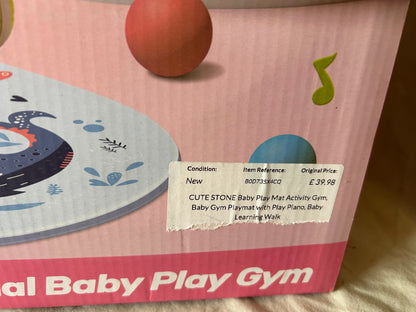 Condition: Item Reference: Original Price:
New B0D73SX4CQ £ 39.98
CUTE STONE Baby Play Mat Activity Gym,
Baby Gym Playmat with Play Piano, Baby
Learning Walk
al Baby Play Gym